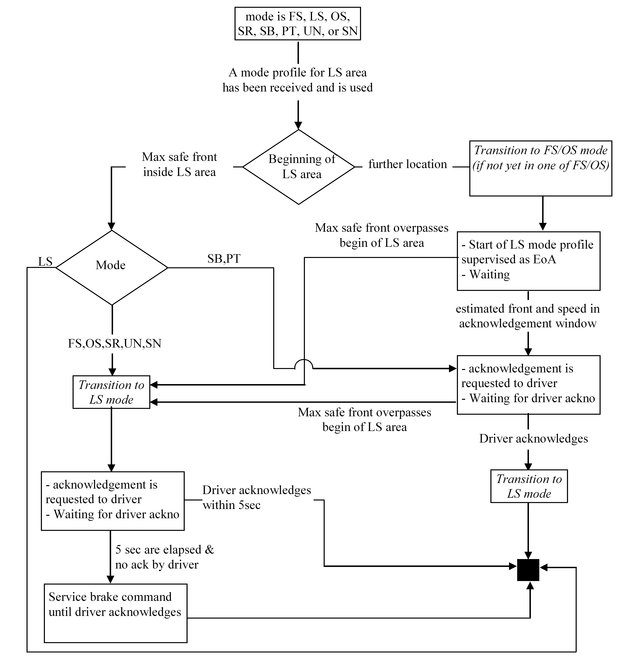 mode is FS, LS, OS,
SR, SB, PT, UN, or SN
A mode profile for LS area
has been received and is used
Beginning of
LS area
Max safe front
inside LS area
further location
Transition to FS/OS mode
(if not yet in one of FS/OS)
Max safe front overpasses
begin of LS area
- Start of LS mode profile
supervised as EoA
- Waiting
LS
Mode
SB,PT
estimated front and speed in
acknowledgement window
FS,OS,SR,UN,SN
Transition to
LS mode
- acknowledgement is
requested to driver
- Waiting for driver ackno
Max safe front overpasses
begin of LS area
Driver acknowledges
Transition to
LS mode
- acknowledgement is
requested to driver
- Waiting for driver ackno
Driver acknowledges
within 5sec
5 sec are elapsed &
no ack by driver
Service brake command
until driver acknowledges